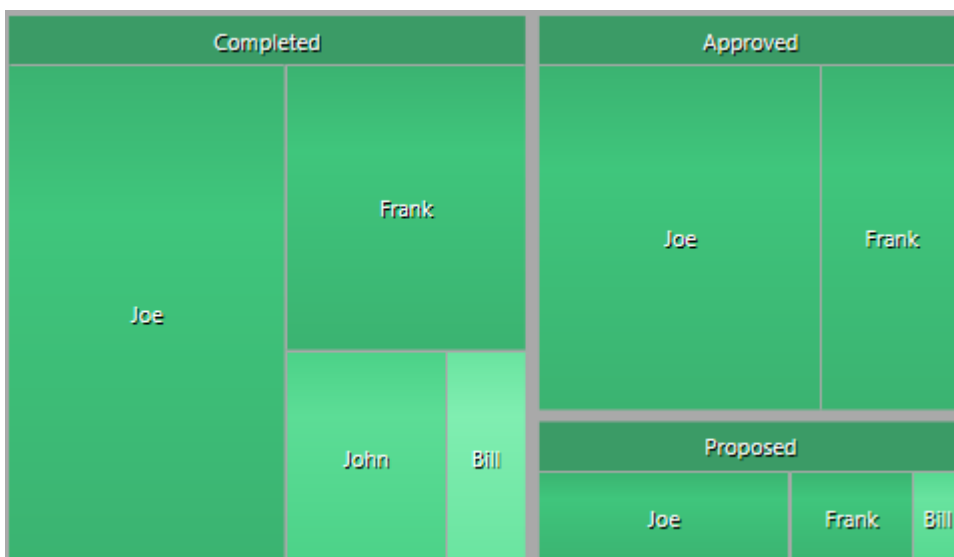 Completed
Joe
Frank
John
Bill
Approved
Joe
Frank
Proposed
Joe
Frank
Bill